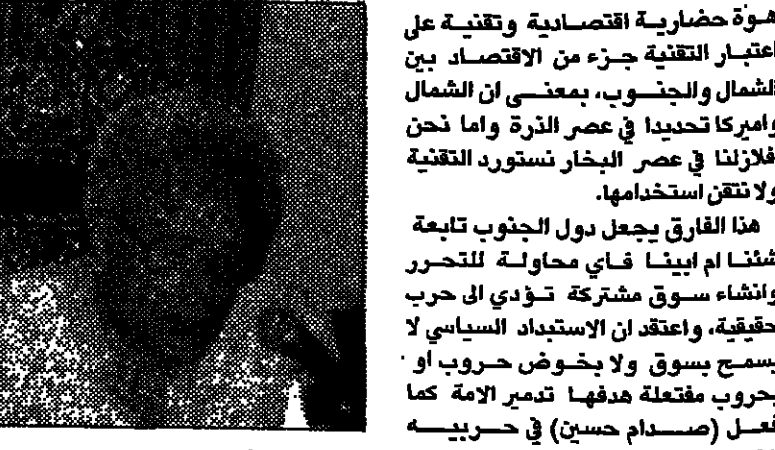 هوة حضارية اقتصادية وتقنية على
اعتبار التقنية جزء من الاقتصاد بين
الشمال والجنوب، بمعنى ان الشمال
واميركا تحديدا في عصر الذرة واما نحن
فلازلنا في عصر البخار نستورد التقنية
ولا نتقن استخدامها.
هذا الفارق يجعل دول الجنوب تابعة
شئنا ام ابينا فاي محاولة للتحرر
وانشاء سوق مشتركة تؤدي الى حرب
حقيقية، واعتقد ان الاستبداد السياسي لا
يسمح بسوق ولا بخوض حروب او
بحروب مفتعلة هدفها تدمير الامة كما
فعل (صدام حسين) في حربيه